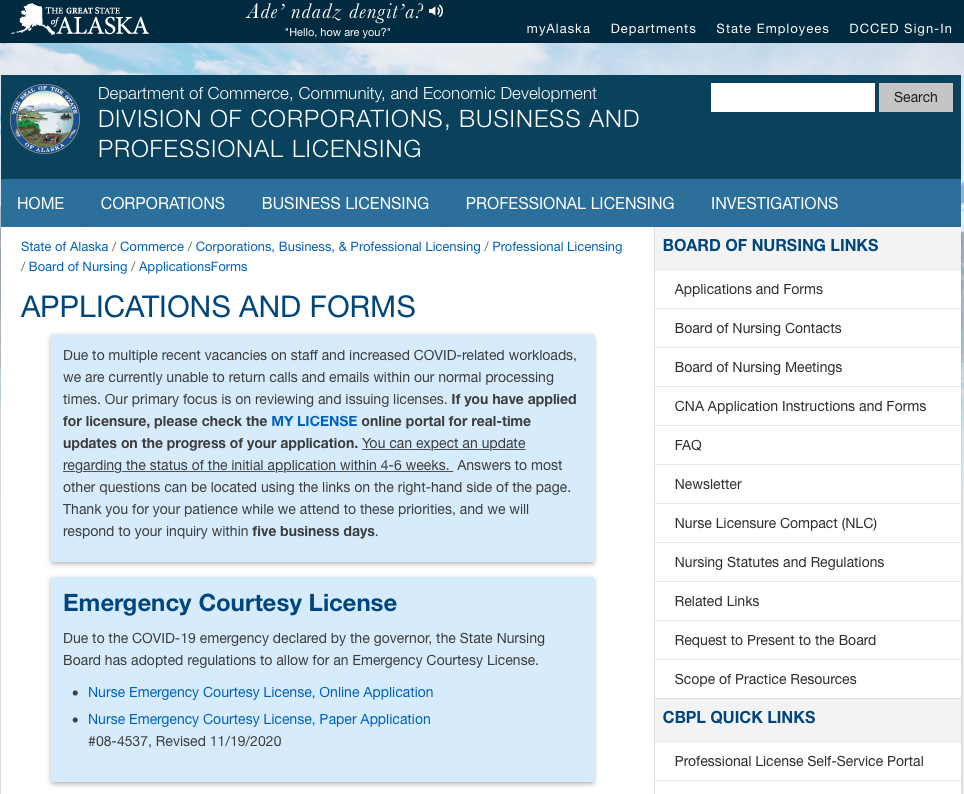 THE GREAT STATE
of ALASKA
Ade’ ndadz dengit’a?
"Hello, how are you?"
myAlaska Departments State Employees DCCED Sign-In
THE SEAL OF THE STATE OF ALASKA
Department of Commerce, Community, and Economic Development
DIVISION OF CORPORATIONS, BUSINESS AND
PROFESSIONAL LICENSING
Search
HOME CORPORATIONS BUSINESS LICENSING PROFESSIONAL LICENSING INVESTIGATIONS
State of Alaska / Commerce / Corporations, Business, & Professional Licensing / Professional Licensing
/ Board of Nursing / ApplicationsForms
APPLICATIONS AND FORMS
Due to multiple recent vacancies on staff and increased COVID-related workloads,
we are currently unable to return calls and emails within our normal processing
times. Our primary focus is on reviewing and issuing licenses. If you have applied
for licensure, please check the MY LICENSE online portal for real-time
updates on the progress of your application. You can expect an update
regarding the status of the initial application within 4-6 weeks. Answers to most
other questions can be located using the links on the right-hand side of the page.
Thank you for your patience while we attend to these priorities, and we will
respond to your inquiry within five business days.
Emergency Courtesy License
Due to the COVID-19 emergency declared by the governor, the State Nursing
Board has adopted regulations to allow for an Emergency Courtesy License.
• Nurse Emergency Courtesy License, Online Application
• Nurse Emergency Courtesy License, Paper Application
#08-4537, Revised 11/19/2020
BOARD OF NURSING LINKS
Applications and Forms
Board of Nursing Contacts
Board of Nursing Meetings
CNA Application Instructions and Forms
FAQ
Newsletter
Nurse Licensure Compact (NLC)
Nursing Statutes and Regulations
Related Links
Request to Present to the Board
Scope of Practice Resources
CBPL QUICK LINKS
Professional License Self-Service Portal